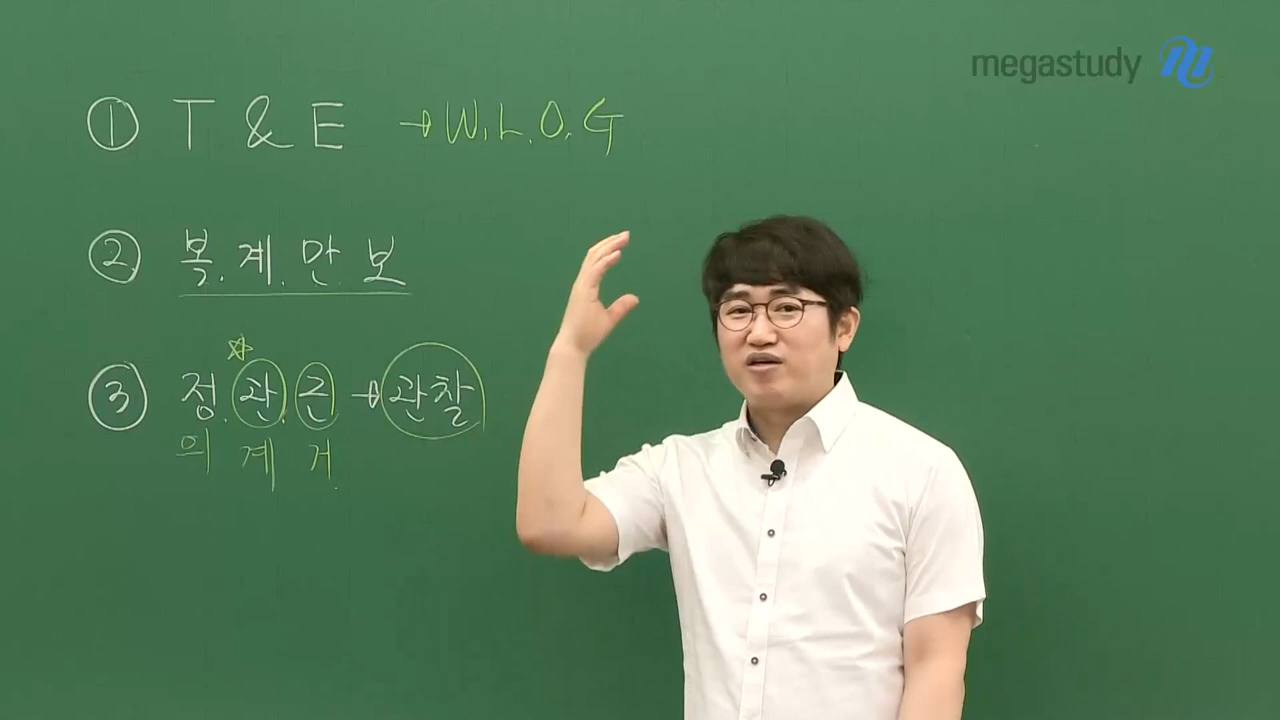 megastudy
① T & E → W.L.O.G
② 복.계.만.보
③ 정.관.근 → 관찰
의 계 거